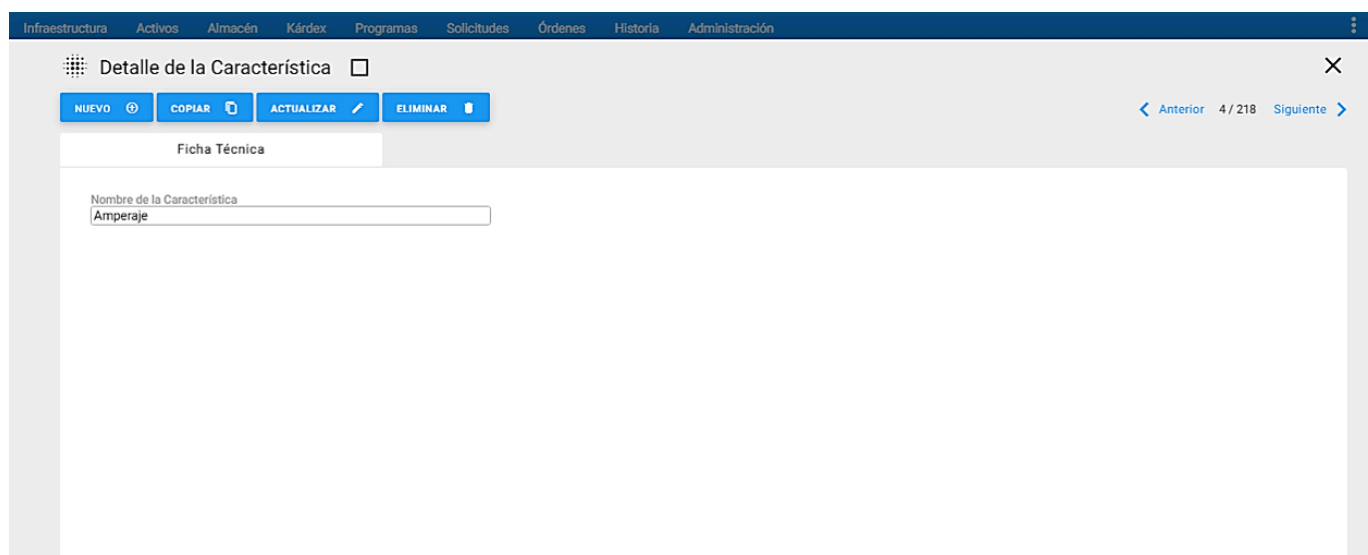 Infraestructura Activos Almacén Kárdex Programas Solicitudes Órdenes Historia Administración
Detalle de la Característica
NUEVO COPIAR ACTUALIZAR ELIMINAR Anterior 4 / 218 Siguiente
Ficha Técnica
Nombre de la Característica
Amperaje